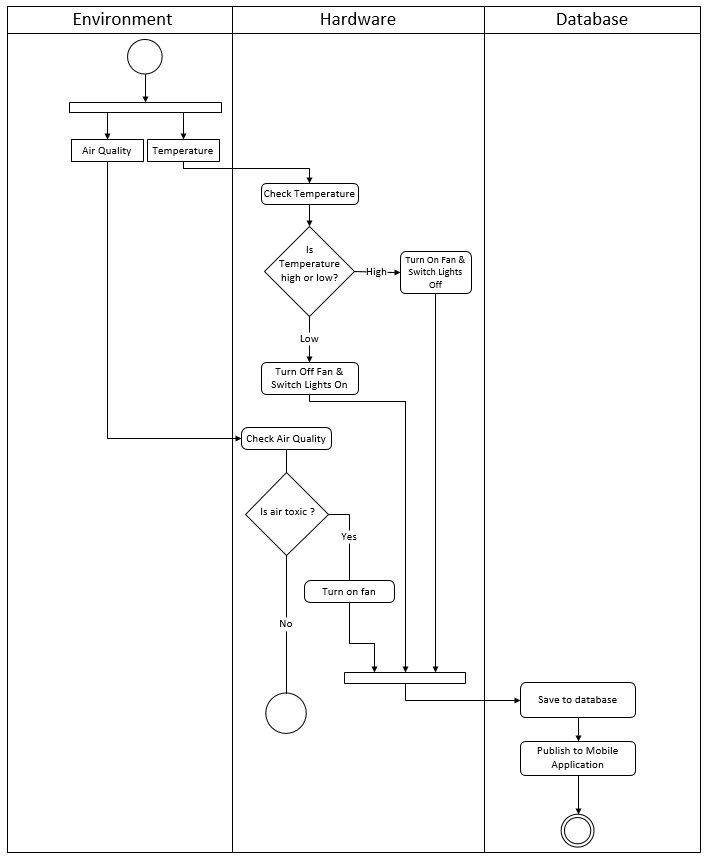 Environment
Hardware
Database
Air Quality
Temperature
Check Temperature
Is
Temperature
high or low?
High
Turn On Fan &
Switch Lights
Off
Low
Turn Off Fan &
Switch Lights On
Check Air Quality
Is air toxic ?
Yes
Turn on fan
No
Save to database
Publish to Mobile
Application